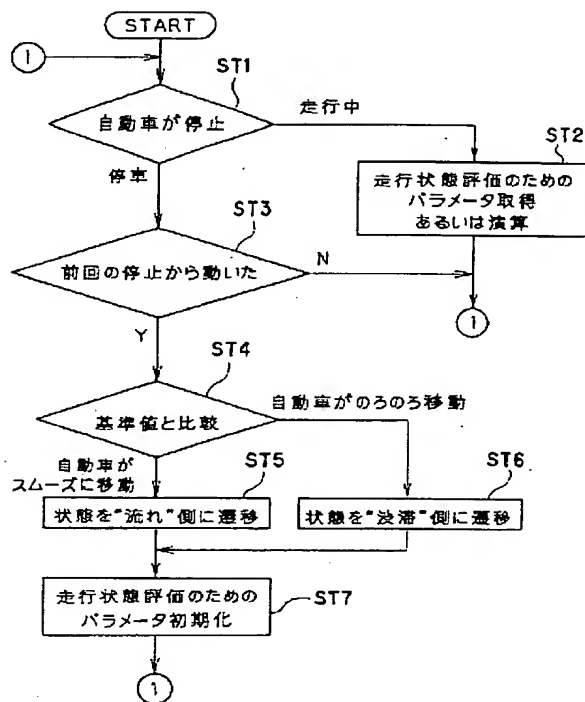 START
1
ST1
自動車が停止
走行中
停車
ST2
走行状態評価のための
パラメータ取得
あるいは演算
ST3
前回の停止から動いた
N
1
Y
ST4
基準値と比較
自動車がのろのろ移動
自動車が
スムーズに移動
ST5
ST6
状態を“流れ”側に遷移
状態を“渋滞”側に遷移
走行状態評価のための
パラメータ初期化
ST7
1